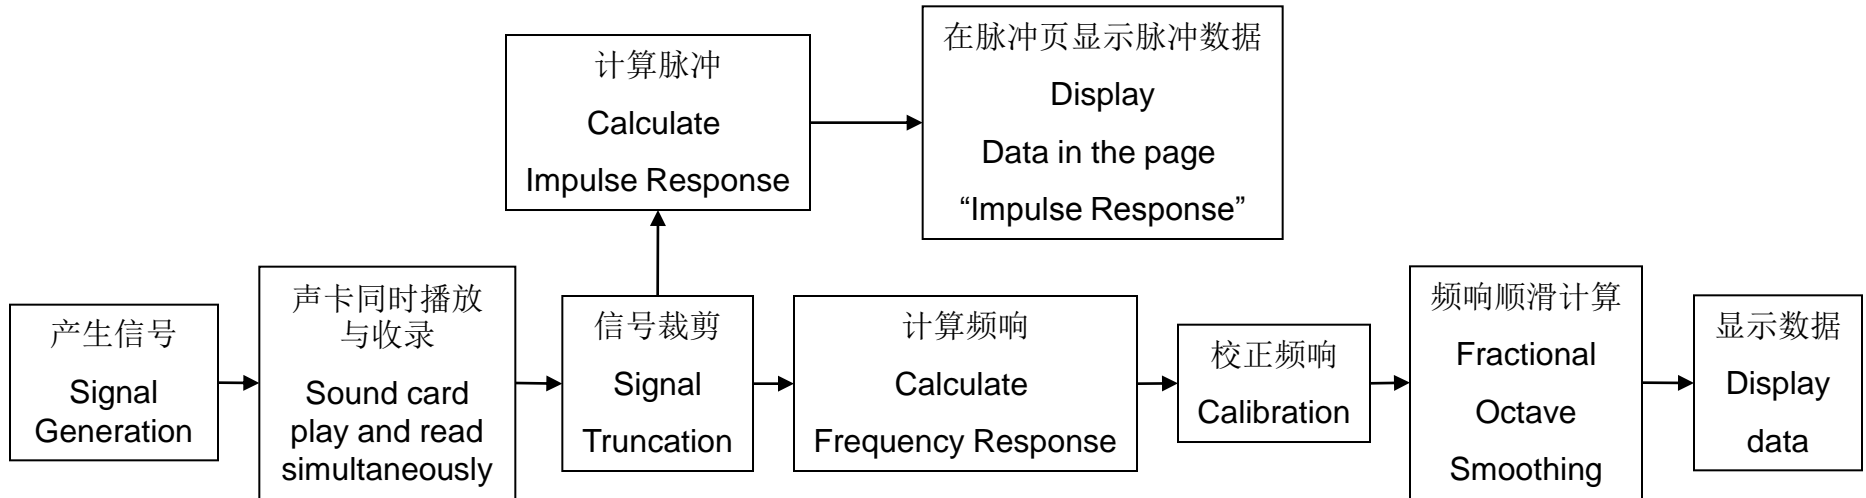 计算脉冲
Calculate
Impulse Response
在脉冲页显示脉冲数据
Display
Data in the page
“Impulse Response”
产生信号
Signal
Generation
声卡同时播放
与收录
Sound card
play and read
simultaneously
信号裁剪
Signal
Truncation
计算频响
Calculate
Frequency Response
校正频响
Calibration
频响顺滑计算
Fractional
Octave
Smoothing
显示数据
Display
data